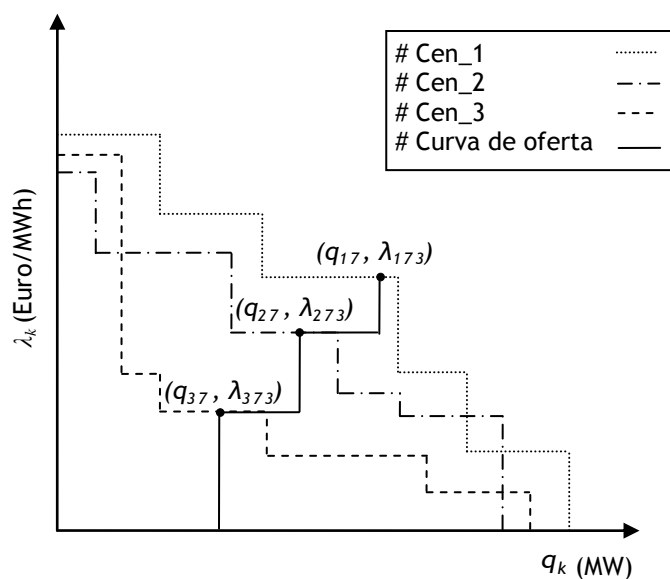 # Cen_1
# Cen_2
# Cen_3
# Curva de oferta
(q17, λ173)
(q27, λ273)
(q37, λ373)
λk (Euro/MWh)
qk (MW)